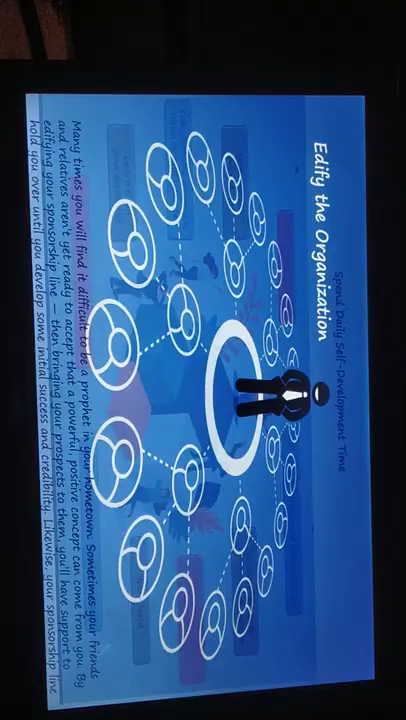 Spend Daily Self-Development Time
Edify the Organization
Many times you will find it difficult to be a prophet in your hometown. Sometimes your friends
and relatives aren't yet ready to accept that a powerful, positive concept can come from you. By
edifying your sponsorship line — then bringing your prospects to them, you'll have support to
hold you over until you develop some initial success and credibility. Likewise, your sponsorship line